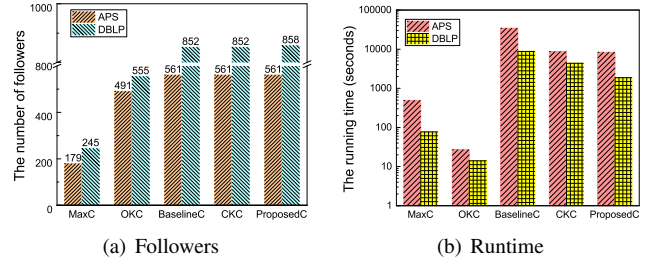 The number of followers
1000
800
600
400
200
0
APS
DBLP
179
245
491
555
561
852
561
852
561
858
MaxC
OKC
BaselineC
CKC
ProposedC
(a) Followers
The running time (seconds)
100000
10000
1000
100
10
1
APS
DBLP
MaxC
OKC
BaselineC
CKC
ProposedC
(b) Runtime